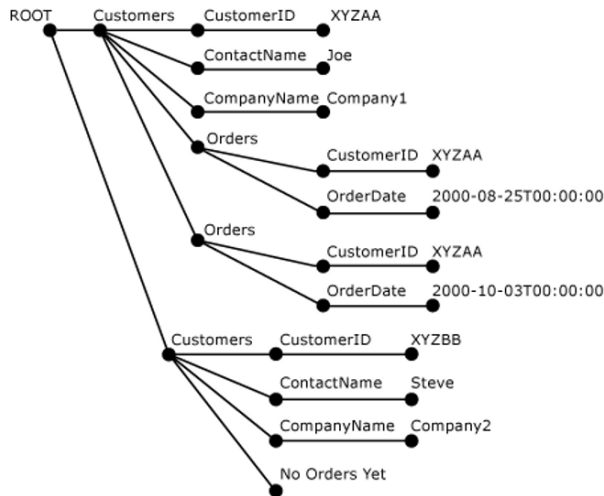 ROOT Customers CustomerID XYZAA
ContactName Joe
CompanyName Company1
Orders
CustomerID XYZAA
OrderDate 2000-08-25T00:00:00
Orders
CustomerID XYZAA
OrderDate 2000-10-03T00:00:00
Customers CustomerID XYZBB
ContactName Steve
CompanyName Company2
No Orders Yet